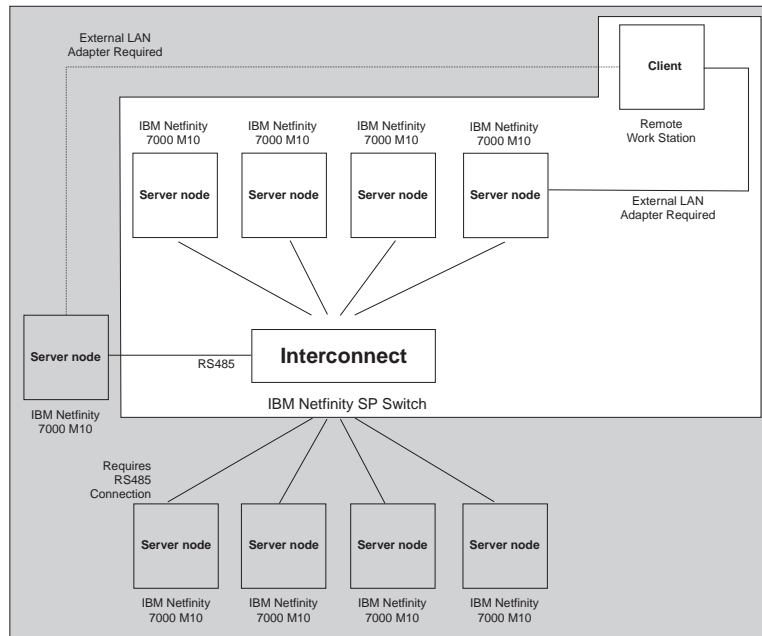 External LAN
Adapter Required
Client
Remote
Work Station
IBM Netfinity
7000 M10
IBM Netfinity
7000 M10
IBM Netfinity
7000 M10
IBM Netfinity
7000 M10
Server node
Server node
Server node
Server node
External LAN
Adapter Required
Server node
RS485
Interconnect
IBM Netfinity SP Switch
IBM Netfinity
7000 M10
Requires
RS485
Connection
Server node
Server node
Server node
Server node
IBM Netfinity
7000 M10
IBM Netfinity
7000 M10
IBM Netfinity
7000 M10
IBM Netfinity
7000 M10